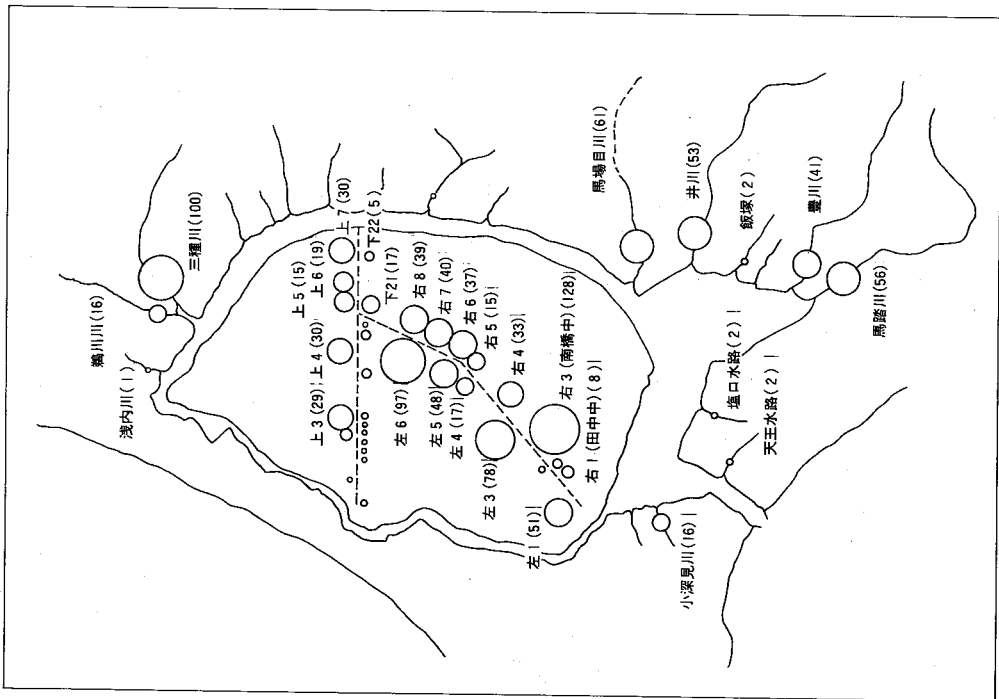 浅内川(1)
鵜川川(16)
三種川(100)
上3(29)
上4(30)
上5(15)
上6(19)
上7(30)
下22(5)
下21(17)
右8(39)
右7(40)
右6(37)
右5(15)
右4(33)
右3(南橋中)(128)
右1(田中中)(8)
左6(97)
左5(48)
左4(17)
左3(78)
左1(51)
馬場目川(61)
井川(53)
飯塚(2)
豊川(41)
馬踏川(56)
塩口水路(2)
天王水路(2)
小深見川(16)